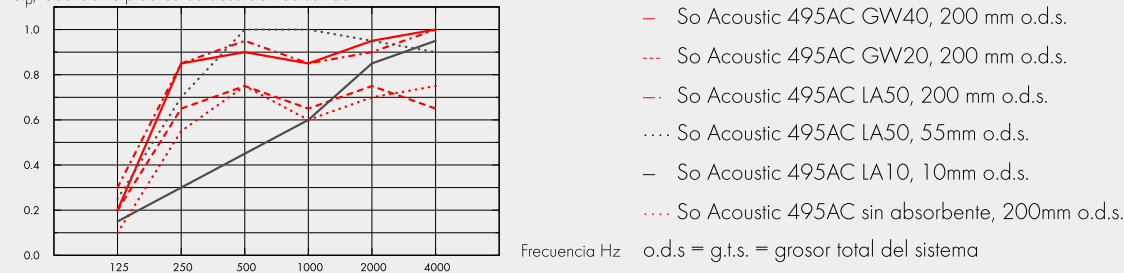 1.0
0.8
0.6
0.4
0.2
0.0
125 250 500 1000 2000 4000
Frecuencia Hz
So Acoustic 495AC GW40, 200 mm o.d.s.
So Acoustic 495AC GW20, 200 mm o.d.s.
So Acoustic 495AC LA50, 200 mm o.d.s.
So Acoustic 495AC LA50, 55mm o.d.s.
So Acoustic 495AC LA10, 10mm o.d.s.
So Acoustic 495AC sin absorbente, 200mm o.d.s.
o.d.s = g.t.s. = grosor total del sistema